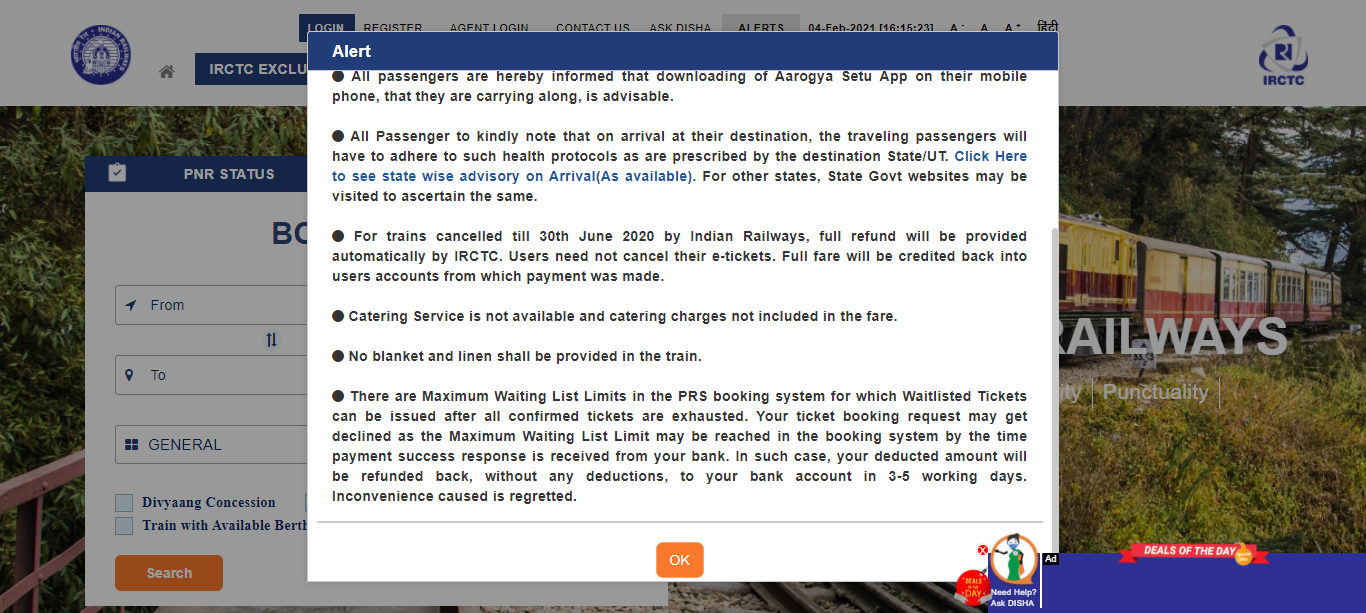 LOGIN REGISTER AGENT LOGIN CONTACT US ASK DISHA ALERTS 04-Feb-2021 [16:15:23] A - A A + हिंदी
INDIAN RAILWAYS
IRCTC EXCLU
IRCTC
Alert
● All passengers are hereby informed that downloading of Aarogya Setu App on their mobile
phone, that they are carrying along, is advisable.
● All Passenger to kindly note that on arrival at their destination, the traveling passengers will
have to adhere to such health protocols as are prescribed by the destination State/UT. Click Here
to see state wise advisory on Arrival(As available). For other states, State Govt websites may be
visited to ascertain the same.
● For trains cancelled till 30th June 2020 by Indian Railways, full refund will be provided
automatically by IRCTC. Users need not cancel their e-tickets. Full fare will be credited back into
users accounts from which payment was made.
● Catering Service is not available and catering charges not included in the fare.
● No blanket and linen shall be provided in the train.
● There are Maximum Waiting List Limits in the PRS booking system for which Waitlisted Tickets
can be issued after all confirmed tickets are exhausted. Your ticket booking request may get
declined as the Maximum Waiting List Limit may be reached in the booking system by the time
payment success response is received from your bank. In such case, your deducted amount will
be refunded back, without any deductions, to your bank account in 3-5 working days.
Inconvenience caused is regretted.
OK
PNR STATUS
BO
From
To
GENERAL
Divyaang Concession
Train with Available Berth
Search
RAILWAYS
ity | Punctuality |
DEALS OF THE DAY
Need Help?
Ask DISHA
Ad
DEALS OF THE DAY